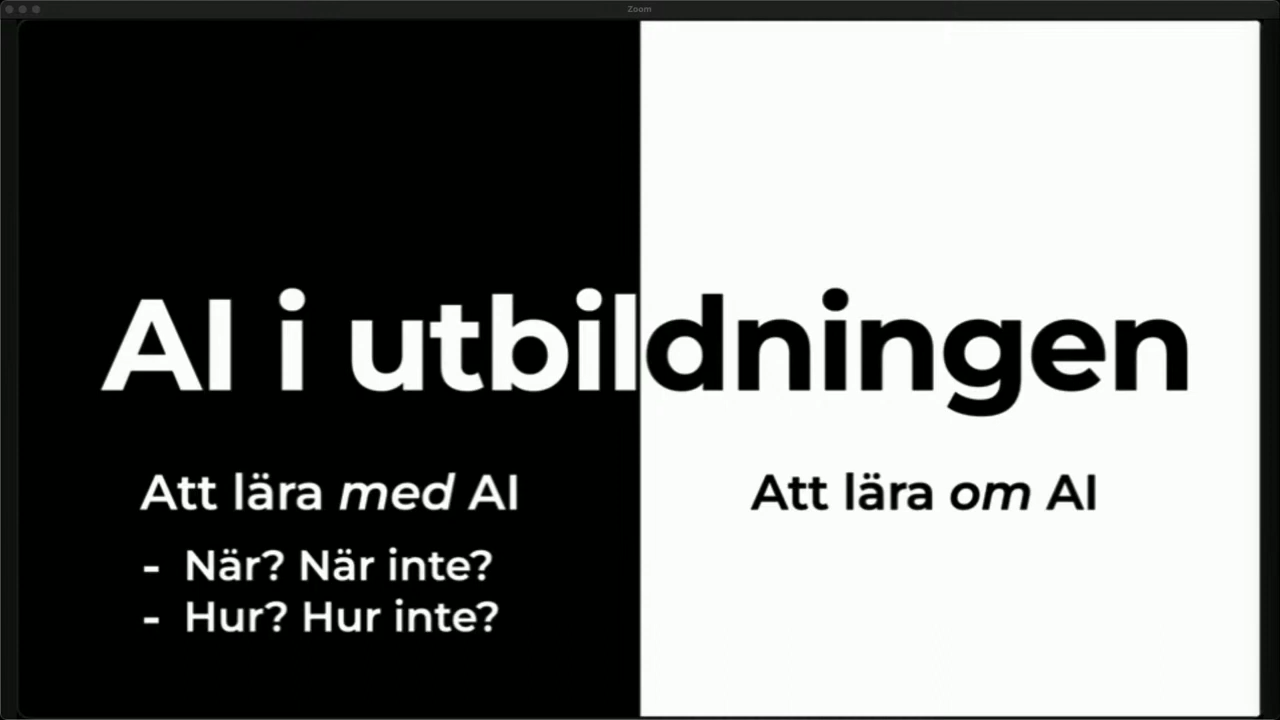 Zoom
AI i utbildningen
Att lära med AI
- När? När inte?
- Hur? Hur inte?
Att lära om AI